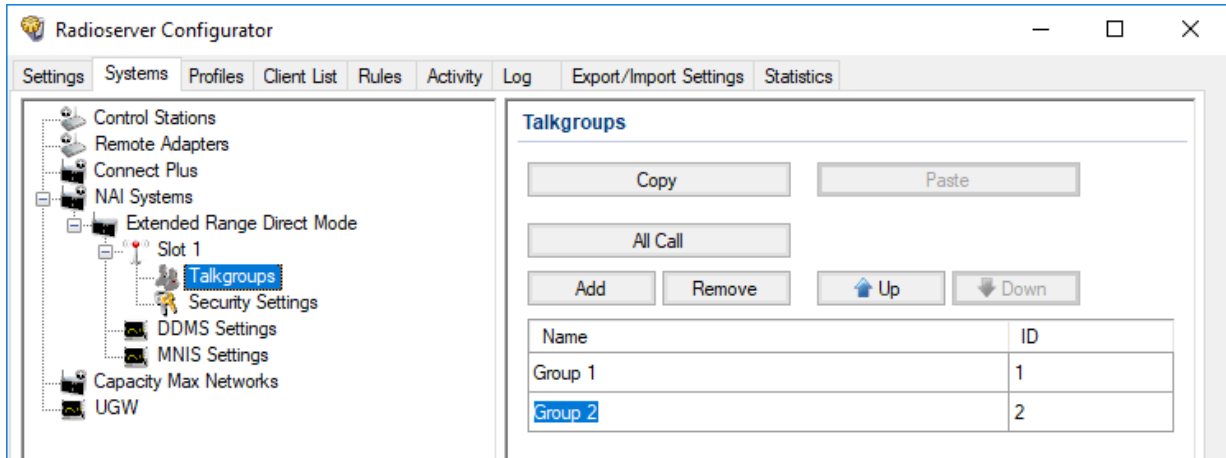 Radioserver Configurator
Settings Systems Profiles Client List Rules Activity Log Export/Import Settings Statistics
Control Stations
Remote Adapters
Connect Plus
NAI Systems
Extended Range Direct Mode
Slot 1
Talkgroups
Security Settings
DDMS Settings
MNIS Settings
Capacity Max Networks
UGW
Talkgroups
Copy Paste
All Call
Add Remove Up Down
Name ID
Group 1 1
Group 2 2